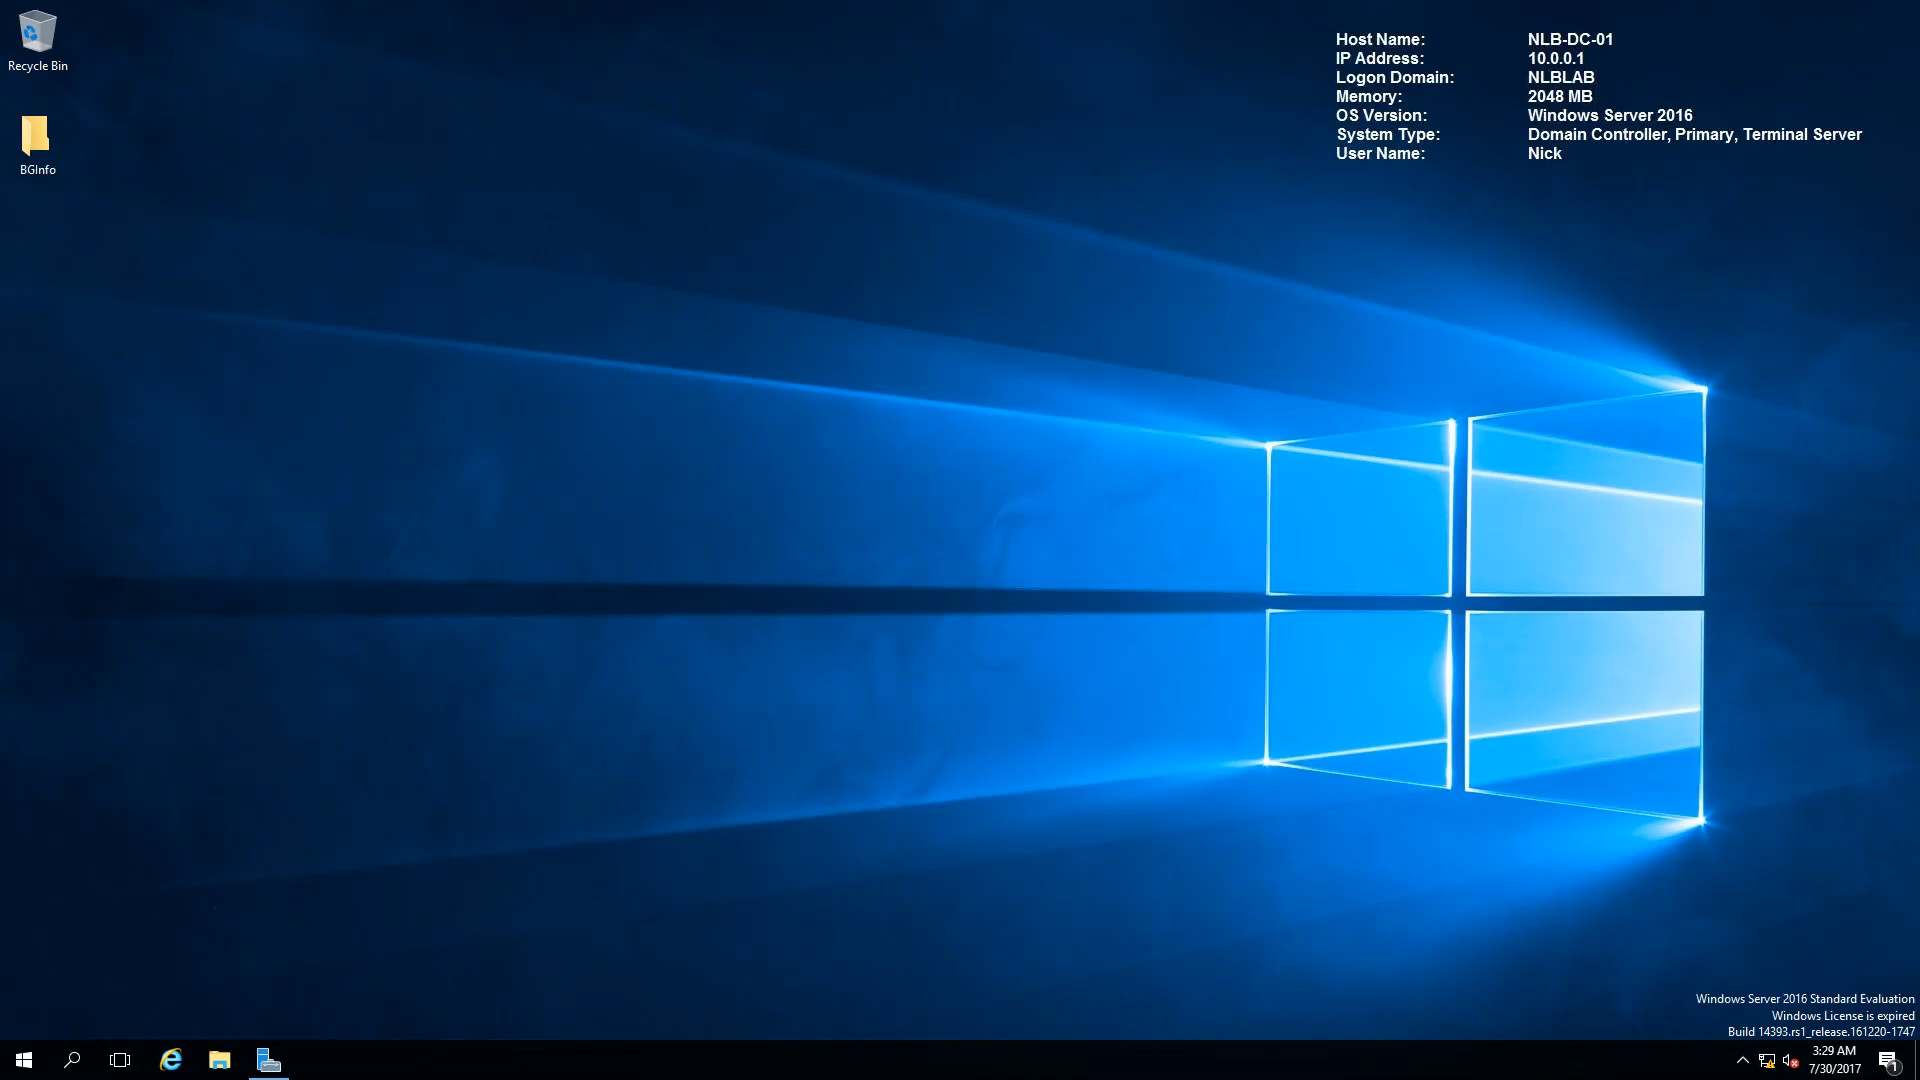 Recycle Bin
BGInfo
Host Name: NLB-DC-01
IP Address: 10.0.0.1
Logon Domain: NLBLAB
Memory: 2048 MB
OS Version: Windows Server 2016
System Type: Domain Controller, Primary, Terminal Server
User Name: Nick
Windows Server 2016 Standard Evaluation
Windows License is expired
Build 14393.rs1_release.161220-1747
3:29 AM
7/30/2017
1